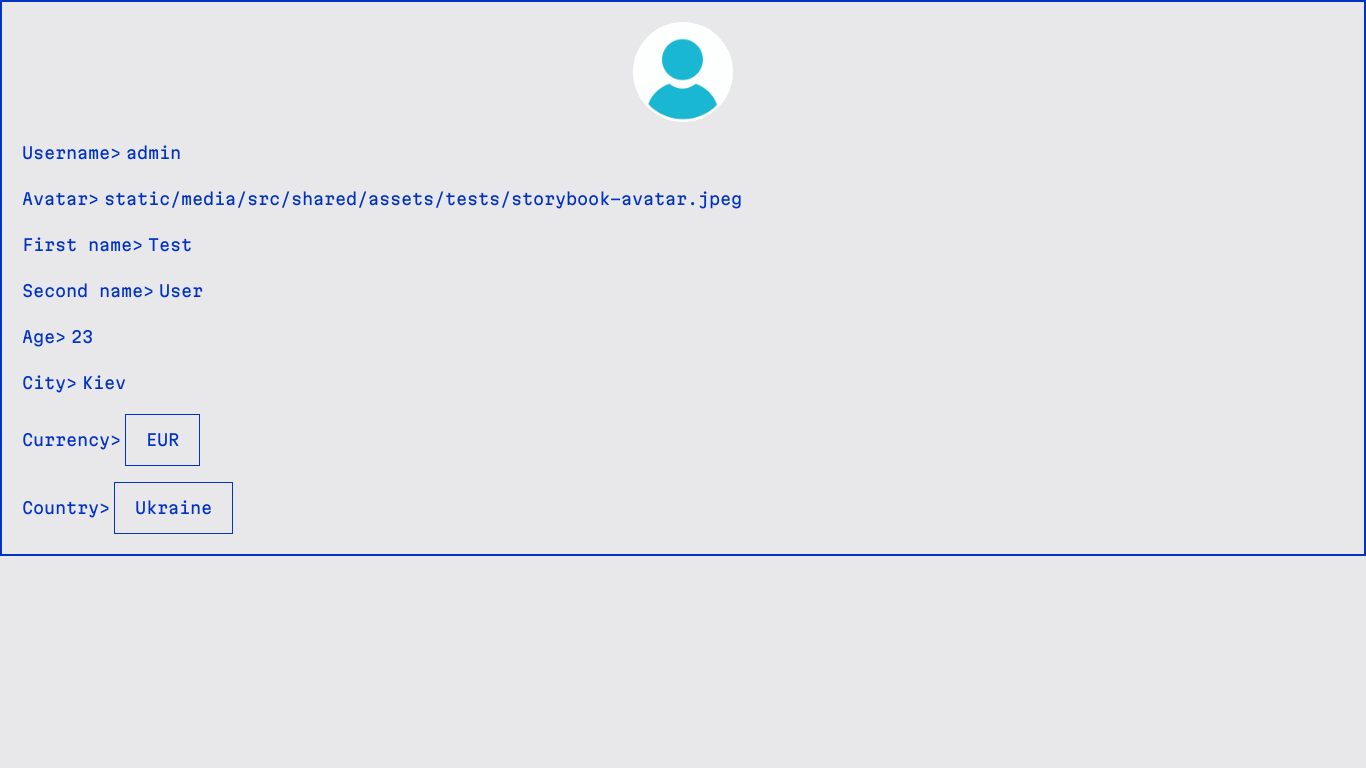 Username> admin
Avatar> static/media/src/shared/assets/tests/storybook-avatar.jpeg
First name> Test
Second name> User
Age> 23
City> Kiev
Currency> EUR
Country> Ukraine